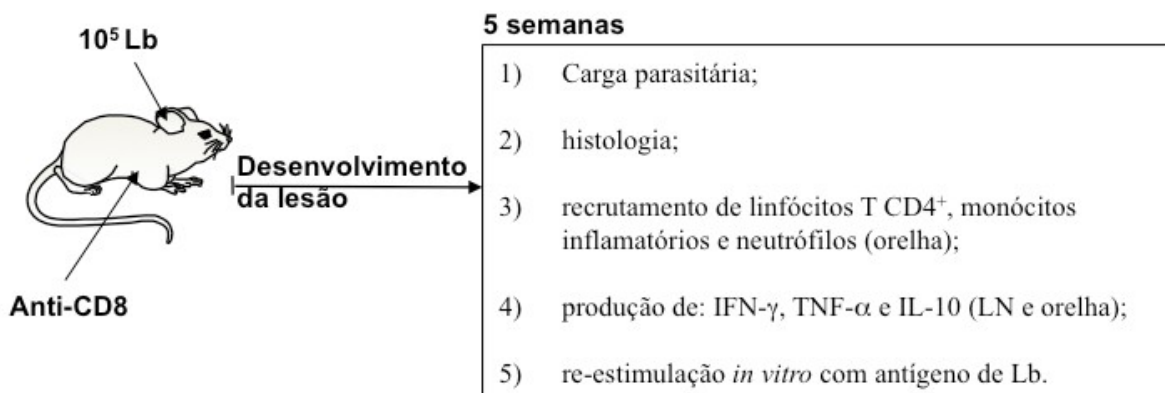 10⁵ Lb
Anti-CD8
Desenvolvimento
da lesão
5 semanas
1) Carga parasitária;
2) histologia;
3) recrutamento de linfócitos T CD4⁺, monócitos
inflamatórios e neutrófilos (orelha);
4) produção de: IFN-γ, TNF-α e IL-10 (LN e orelha);
5) re-estimulação in vitro com antígeno de Lb.